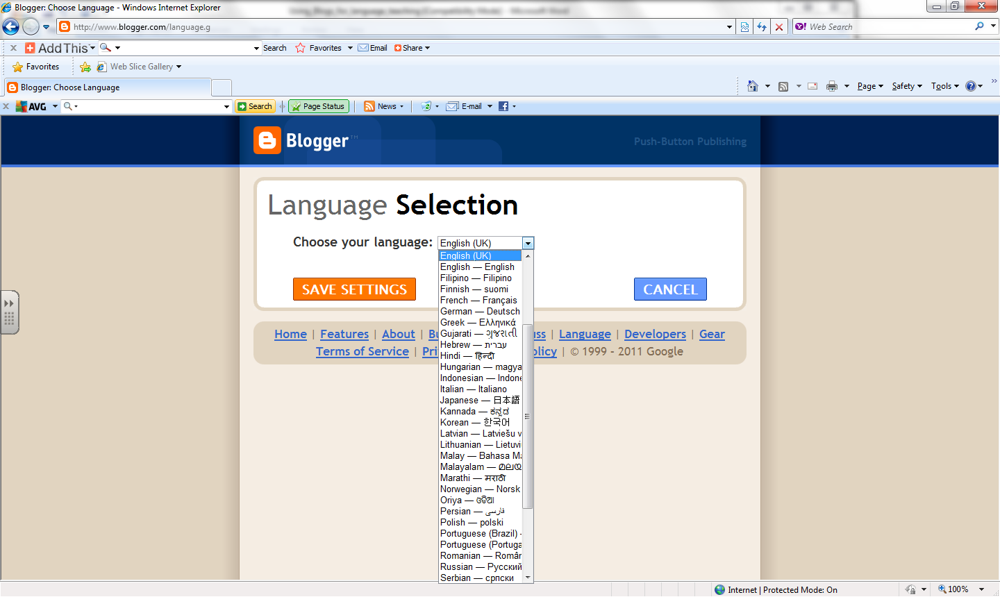 Blogger: Choose Language - Windows Internet Explorer
http://www.blogger.com/language.g
Web Search
Add This
Search
Favorites
Email
Share
Favorites
Web Slice Gallery
Blogger: Choose Language
Page
Safety
Tools
AVG
Search
Page Status
News
E-mail
Blogger™
Push-Button Publishing
Language Selection
Choose your language: English (UK)
English (UK)
English — English
Filipino — Filipino
Finnish — suomi
French — Français
German — Deutsch
Greek — Ελληνικά
Gujarati — ગુજરાતી
Hebrew — עברית
Hindi — हिन्दी
Hungarian — magya
Indonesian — Indone
Italian — Italiano
Japanese — 日本語
Kannada — ಕನ್ನಡ
Korean — 한국어
Latvian — Latviešu v
Lithuanian — Lietuvi
Malay — Bahasa Ma
Malayalam — മലയ
Marathi — मराठी
Norwegian — Norsk
Oriya — ଓଡିଆ
Persian — فارسی
Polish — polski
Portuguese (Brazil) -
Portuguese (Portuga
Romanian — Român
Russian — Русский
Serbian — српски
SAVE SETTINGS
CANCEL
Home | Features | About | Bu uss | Language | Developers | Gear
Terms of Service | Pri olicy | © 1999 - 2011 Google
Internet | Protected Mode: On
100%